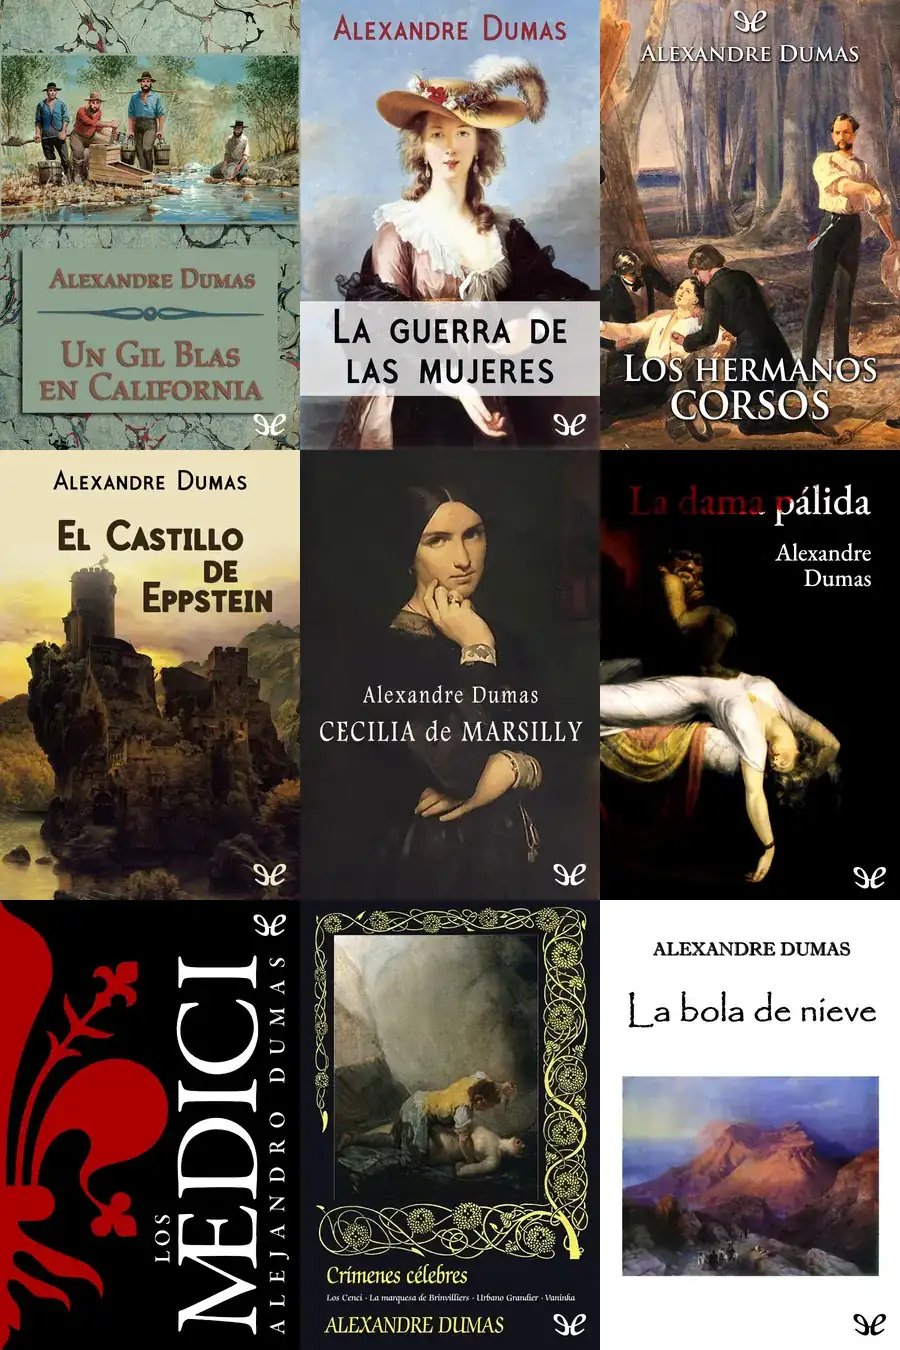 ALEXANDRE DUMAS
UN GIL BLAS
EN CALIFORNIA
ALEXANDRE DUMAS
LA GUERRA DE
LAS MUJERES
ALEXANDRE DUMAS
LOS HERMANOS
CORSOS
ALEXANDRE DUMAS
EL CASTILLO
DE
EPPSTEIN
Alexandre Dumas
CECILIA de MARSILLY
La dama pálida
Alexandre
Dumas
LOS
MEDICI
ALEJANDRO DUMAS
Crímenes célebres
Los Cenci - La marquesa de Brinvilliers - Urbano Grandier - Vaninka
ALEXANDRE DUMAS
ALEXANDRE DUMAS
La bola de nieve